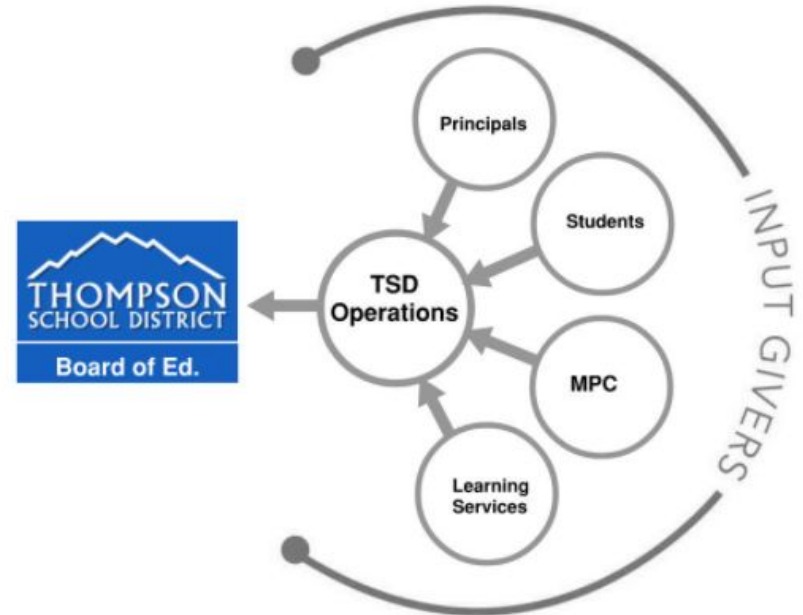 Principals
Students
TSD
Operations
THOMPSON
SCHOOL DISTRICT
Board of Ed.
MPC
Learning
Services
INPUT GIVERS